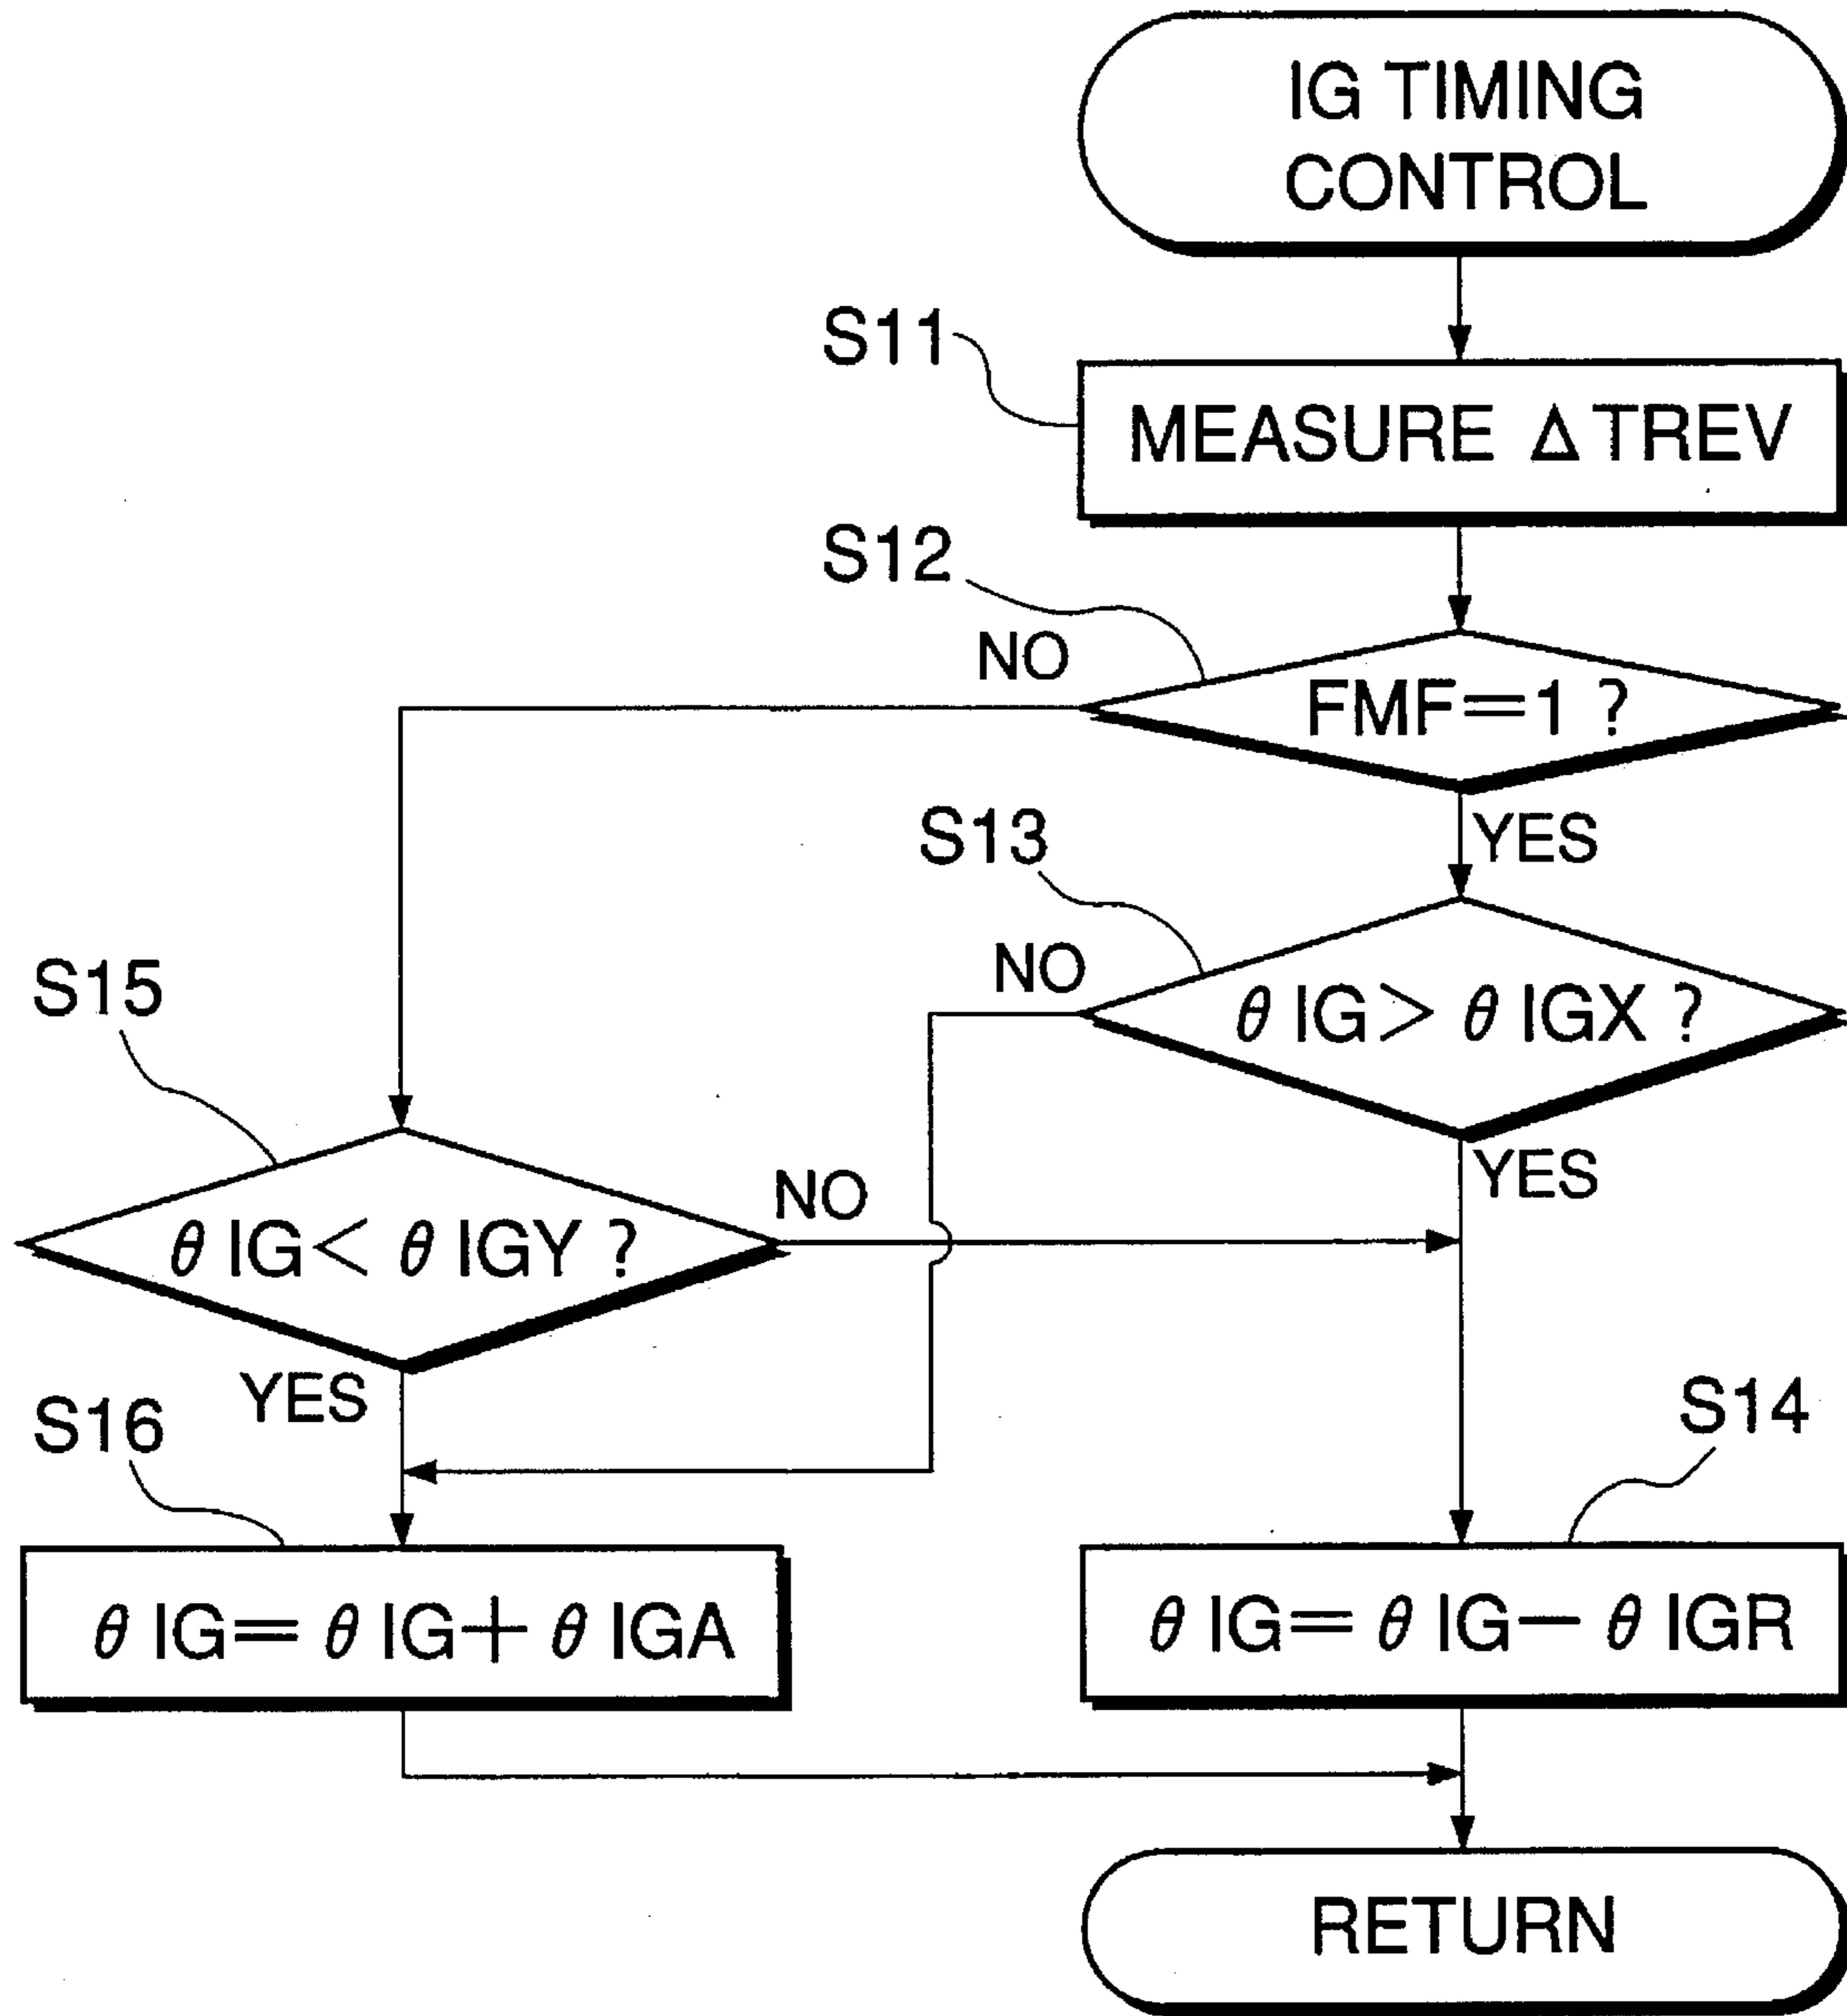 IG TIMING
CONTROL
S11
MEASURE Δ TREV
S12
NO
FMF=1 ?
YES
S13
NO
θ IG > θ IGX ?
YES
S15
θ IG < θ IGY ?
NO
YES
S16
S14
θ IG = θ IG + θ IGA
θ IG = θ IG − θ IGR
RETURN